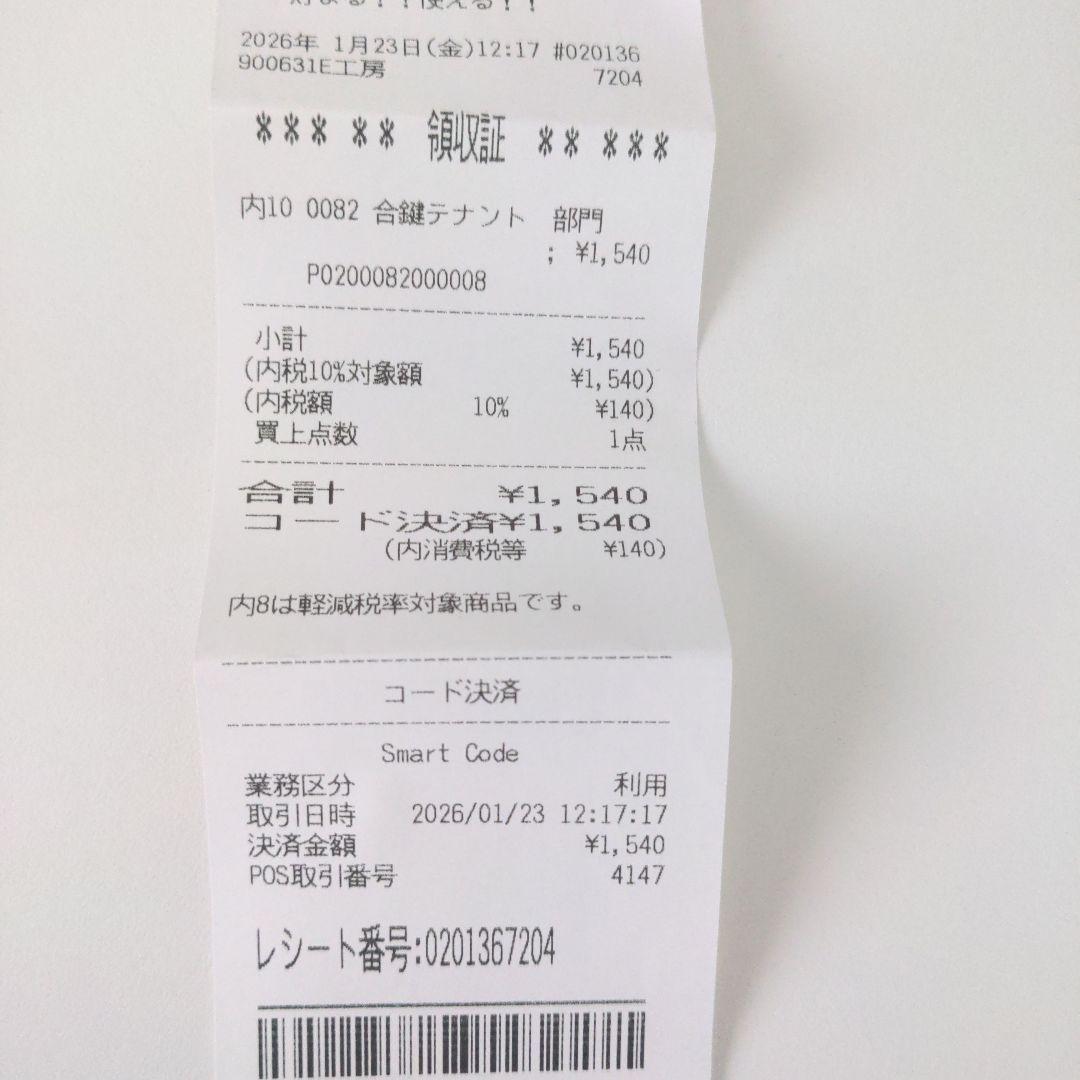 貯まる！！使える！！
2026年 1月23日(金)12:17 #020136
900631E工房 7204
*** ** 領収証 ** ***
内10 0082 合鍵テナント 部門
; ¥1,540
P0200082000008
小計 ¥1,540
(内税10%対象額 ¥1,540)
(内税額 10% ¥140)
買上点数 1点
合計 ¥1,540
コード決済¥1,540
(内消費税等 ¥140)
内8は軽減税率対象商品です。
コード決済
Smart Code
業務区分 利用
取引日時 2026/01/23 12:17:17
決済金額 ¥1,540
POS取引番号 4147
レシート番号:0201367204